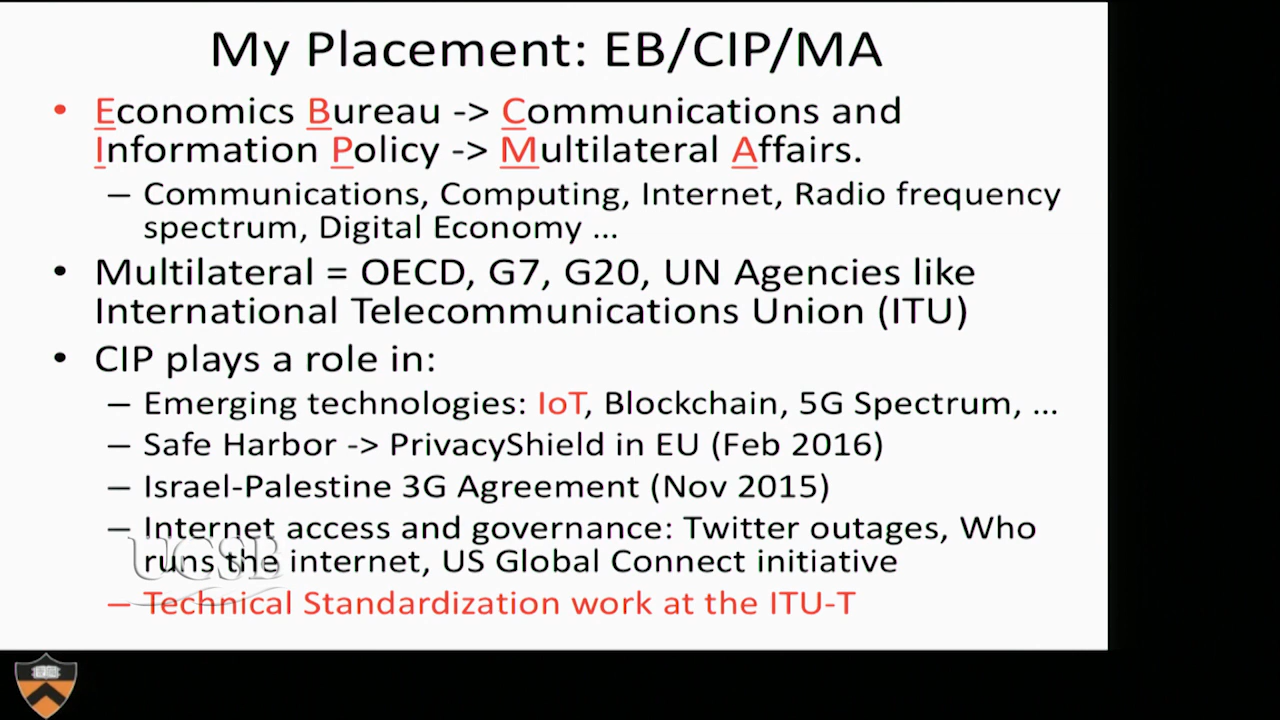 My Placement: EB/CIP/MA
• Economics Bureau -> Communications and
Information Policy -> Multilateral Affairs.
– Communications, Computing, Internet, Radio frequency
spectrum, Digital Economy ...
• Multilateral = OECD, G7, G20, UN Agencies like
International Telecommunications Union (ITU)
• CIP plays a role in:
– Emerging technologies: IoT, Blockchain, 5G Spectrum, ...
– Safe Harbor -> PrivacyShield in EU (Feb 2016)
– Israel-Palestine 3G Agreement (Nov 2015)
– Internet access and governance: Twitter outages, Who
runs the internet, US Global Connect initiative
UCSB
– Technical Standardization work at the ITU-T